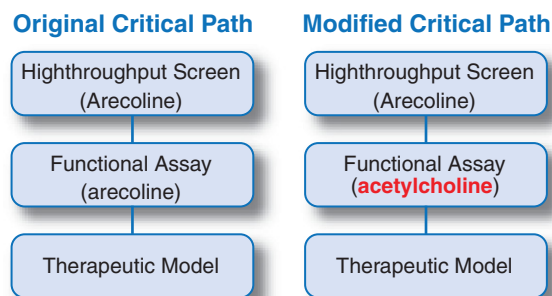 Original Critical Path
Highthroughput Screen
(Arecoline)
Functional Assay
(arecoline)
Therapeutic Model
Modified Critical Path
Highthroughput Screen
(Arecoline)
Functional Assay
(acetylcholine)
Therapeutic Model